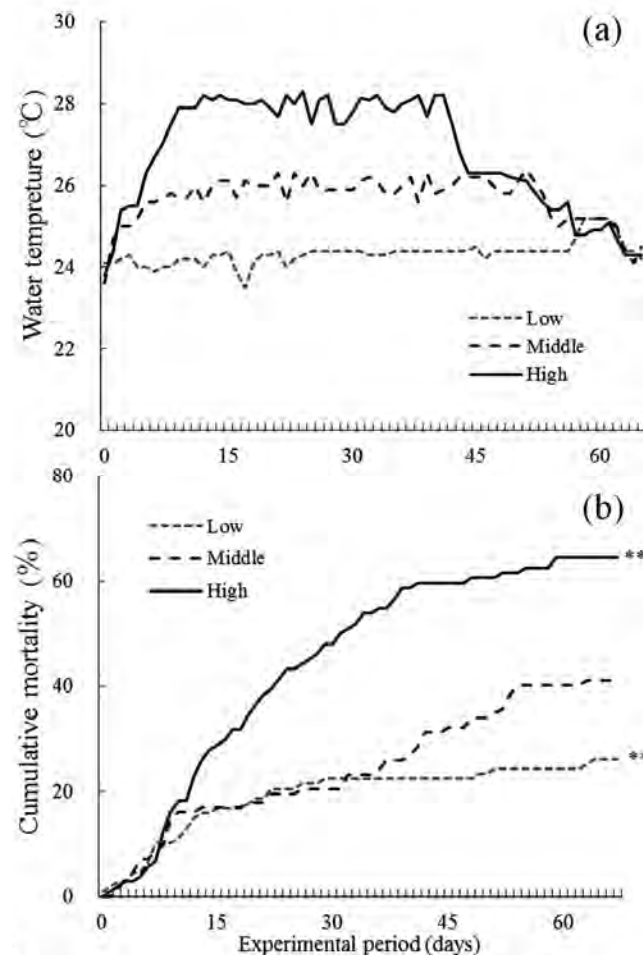 (a)
30
28
26
24
22
20
Water tempreture (℃)
Low
Middle
High
0 15 30 45 60
(b)
80
60
40
20
0
Cumulative mortality (%)
Low
Middle
High
**
**
0 15 30 45 60
Experimental period (days)